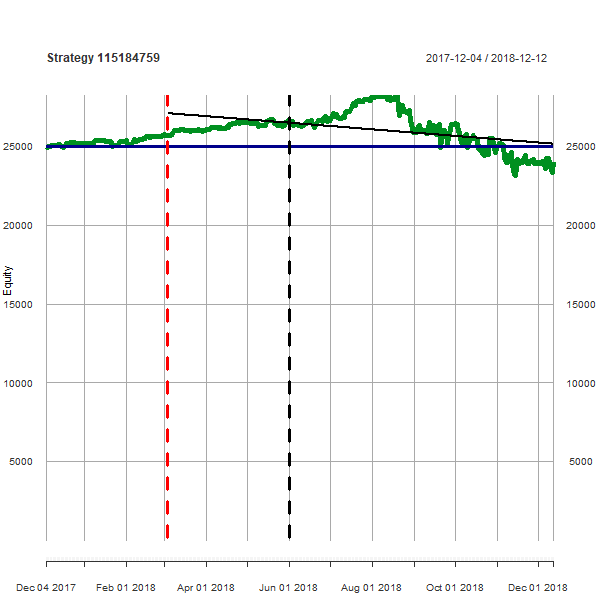 Strategy 115184759
2017-12-04 / 2018-12-12
25000
25000
20000
20000
Equity
15000
15000
10000
10000
5000
5000
Dec 04 2017
Feb 01 2018
Apr 01 2018
Jun 01 2018
Aug 01 2018
Oct 01 2018
Dec 01 2018